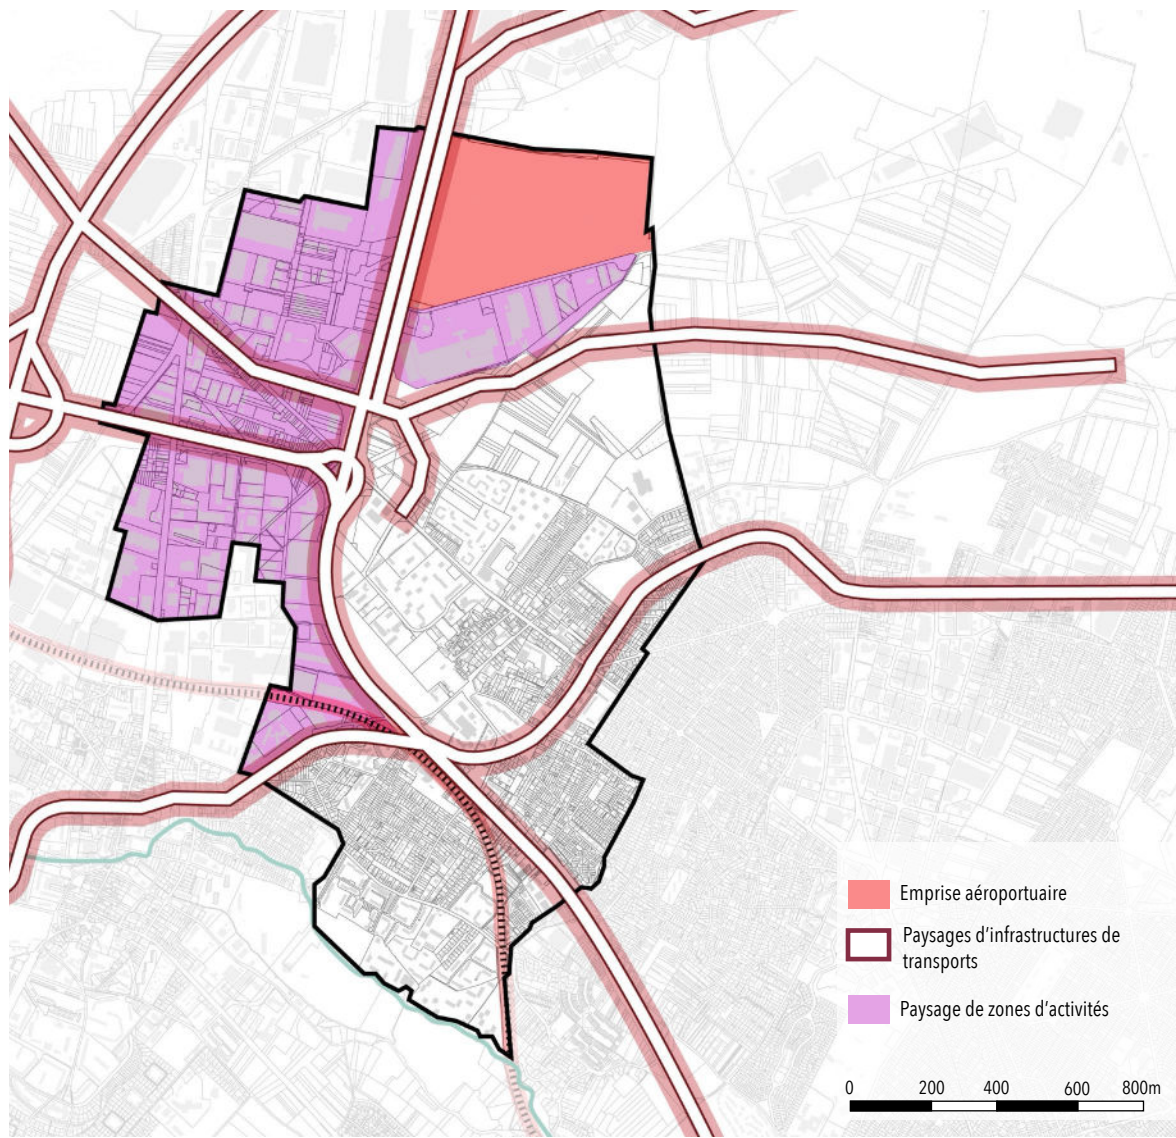 Emprise aéroportuaire
Paysages d'infrastructures de
transports
Paysage de zones d'activités
0 200 400 600 800m